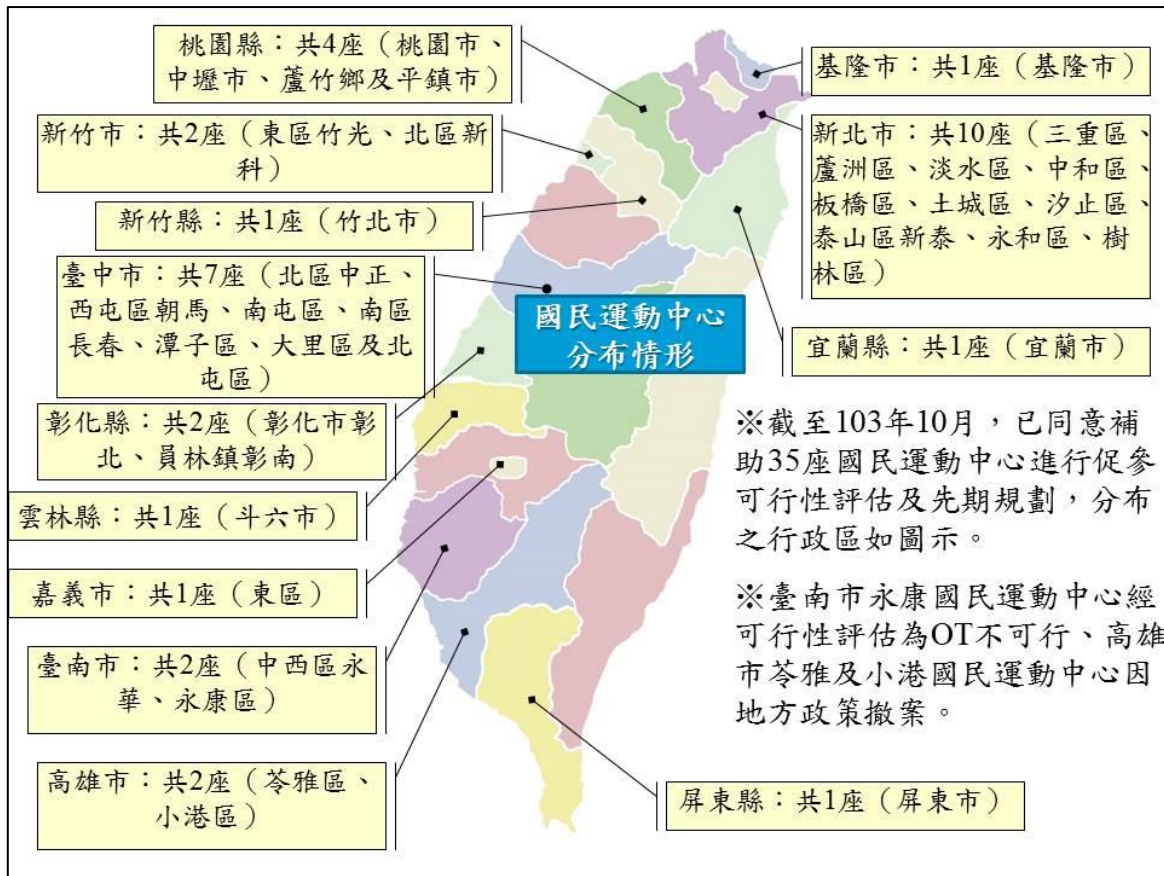 桃園縣：共4座（桃園市、
中壢市、蘆竹鄉及平鎮市）
新竹市：共2座（東區竹光、北區新
科）
新竹縣：共1座（竹北市）
臺中市：共7座（北區中正、
西屯區朝馬、南屯區、南區
長春、潭子區、大里區及北
屯區）
彰化縣：共2座（彰化市彰
北、員林鎮彰南）
雲林縣：共1座（斗六市）
嘉義市：共1座（東區）
臺南市：共2座（中西區永
華、永康區）
高雄市：共2座（苓雅區、
小港區）
國民運動中心
分布情形
基隆市：共1座（基隆市）
新北市：共10座（三重區、
蘆洲區、淡水區、中和區、
板橋區、土城區、汐止區、
泰山區新泰、永和區、樹
林區）
宜蘭縣：共1座（宜蘭市）
※截至103年10月，已同意補
助35座國民運動中心進行促參
可行性評估及先期規劃，分布
之行政區如圖示。
※臺南市永康國民運動中心經
可行性評估為OT不可行、高雄
市苓雅及小港國民運動中心因
地方政策撤案。
屏東縣：共1座（屏東市）